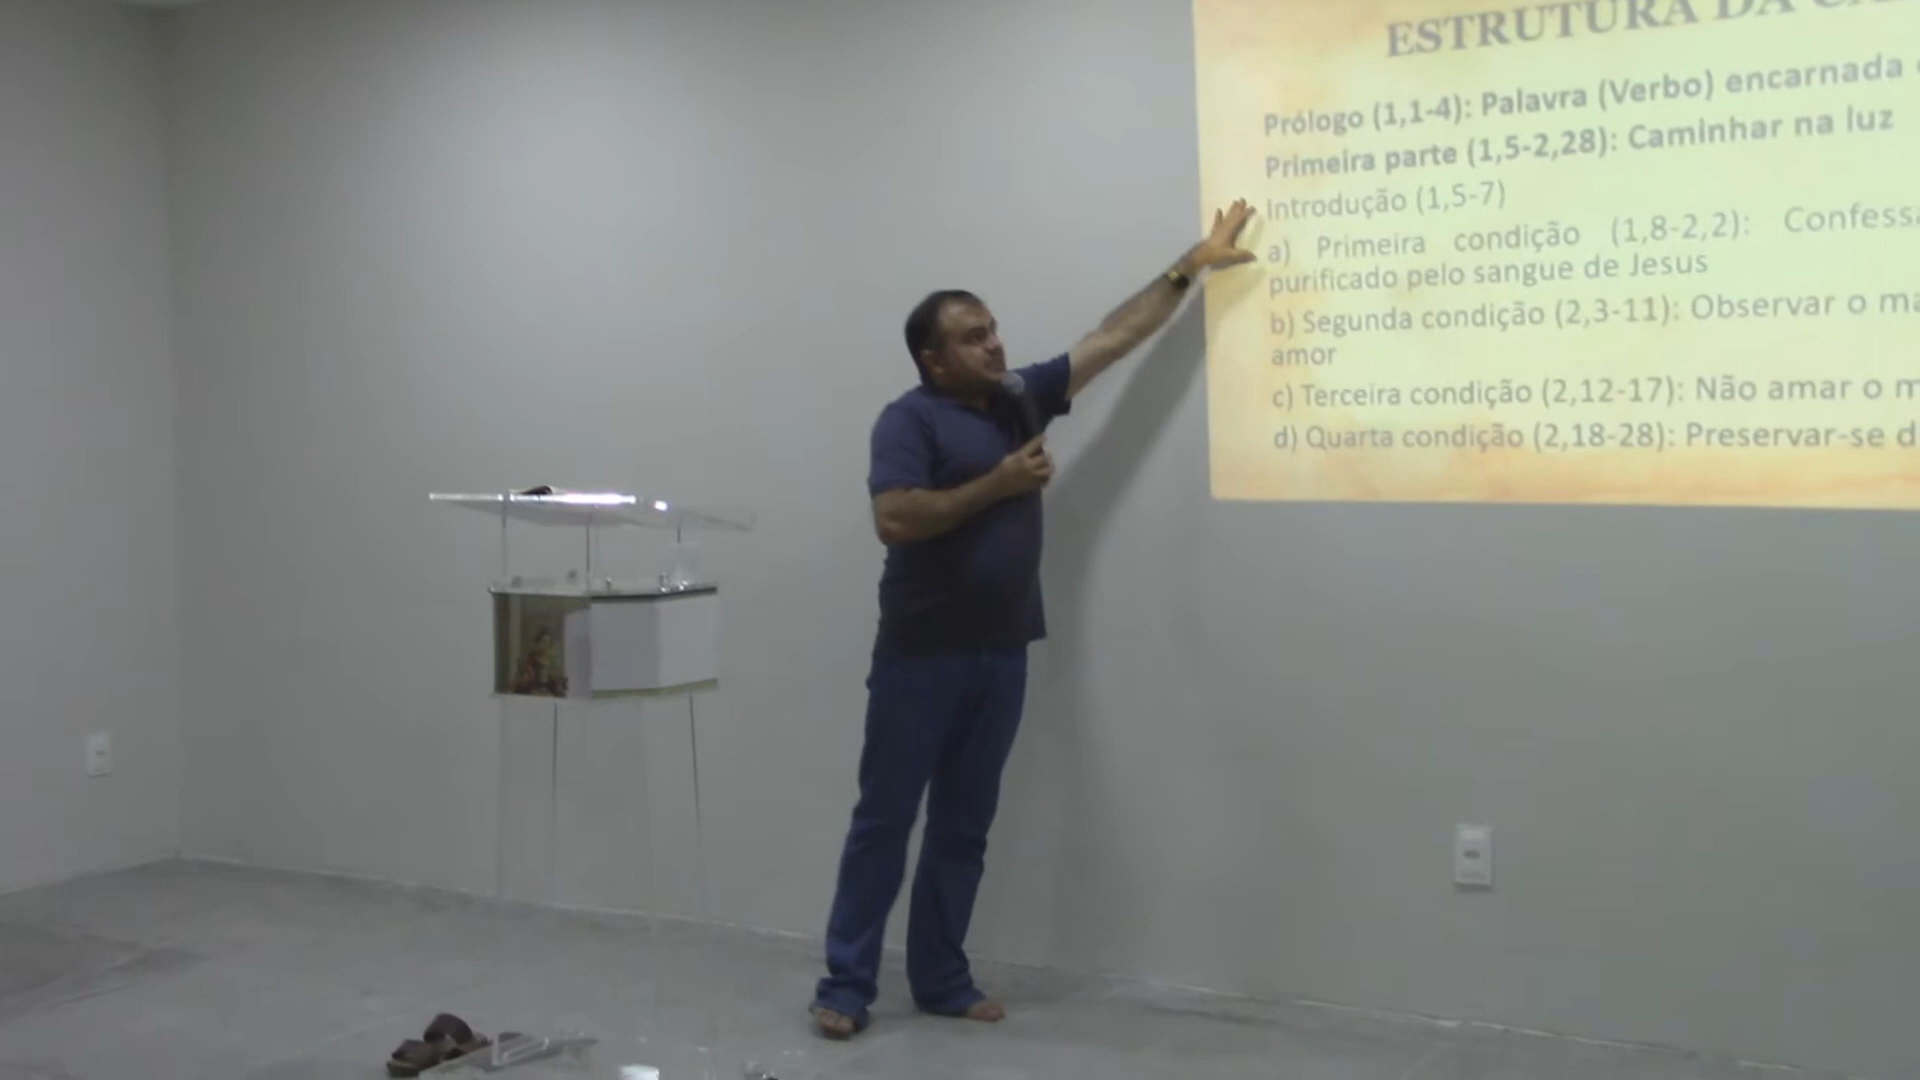 ESTRUTURA DA
Prólogo (1,1-4): Palavra (Verbo) encarnada
Primeira parte (1,5-2,28): Caminhar na luz
Introdução (1,5-7)
a) Primeira condição (1,8-2,2): Confess
purificado pelo sangue de Jesus
b) Segunda condição (2,3-11): Observar o
amor
c) Terceira condição (2,12-17): Não amar o
d) Quarta condição (2,18-28): Preservar-se